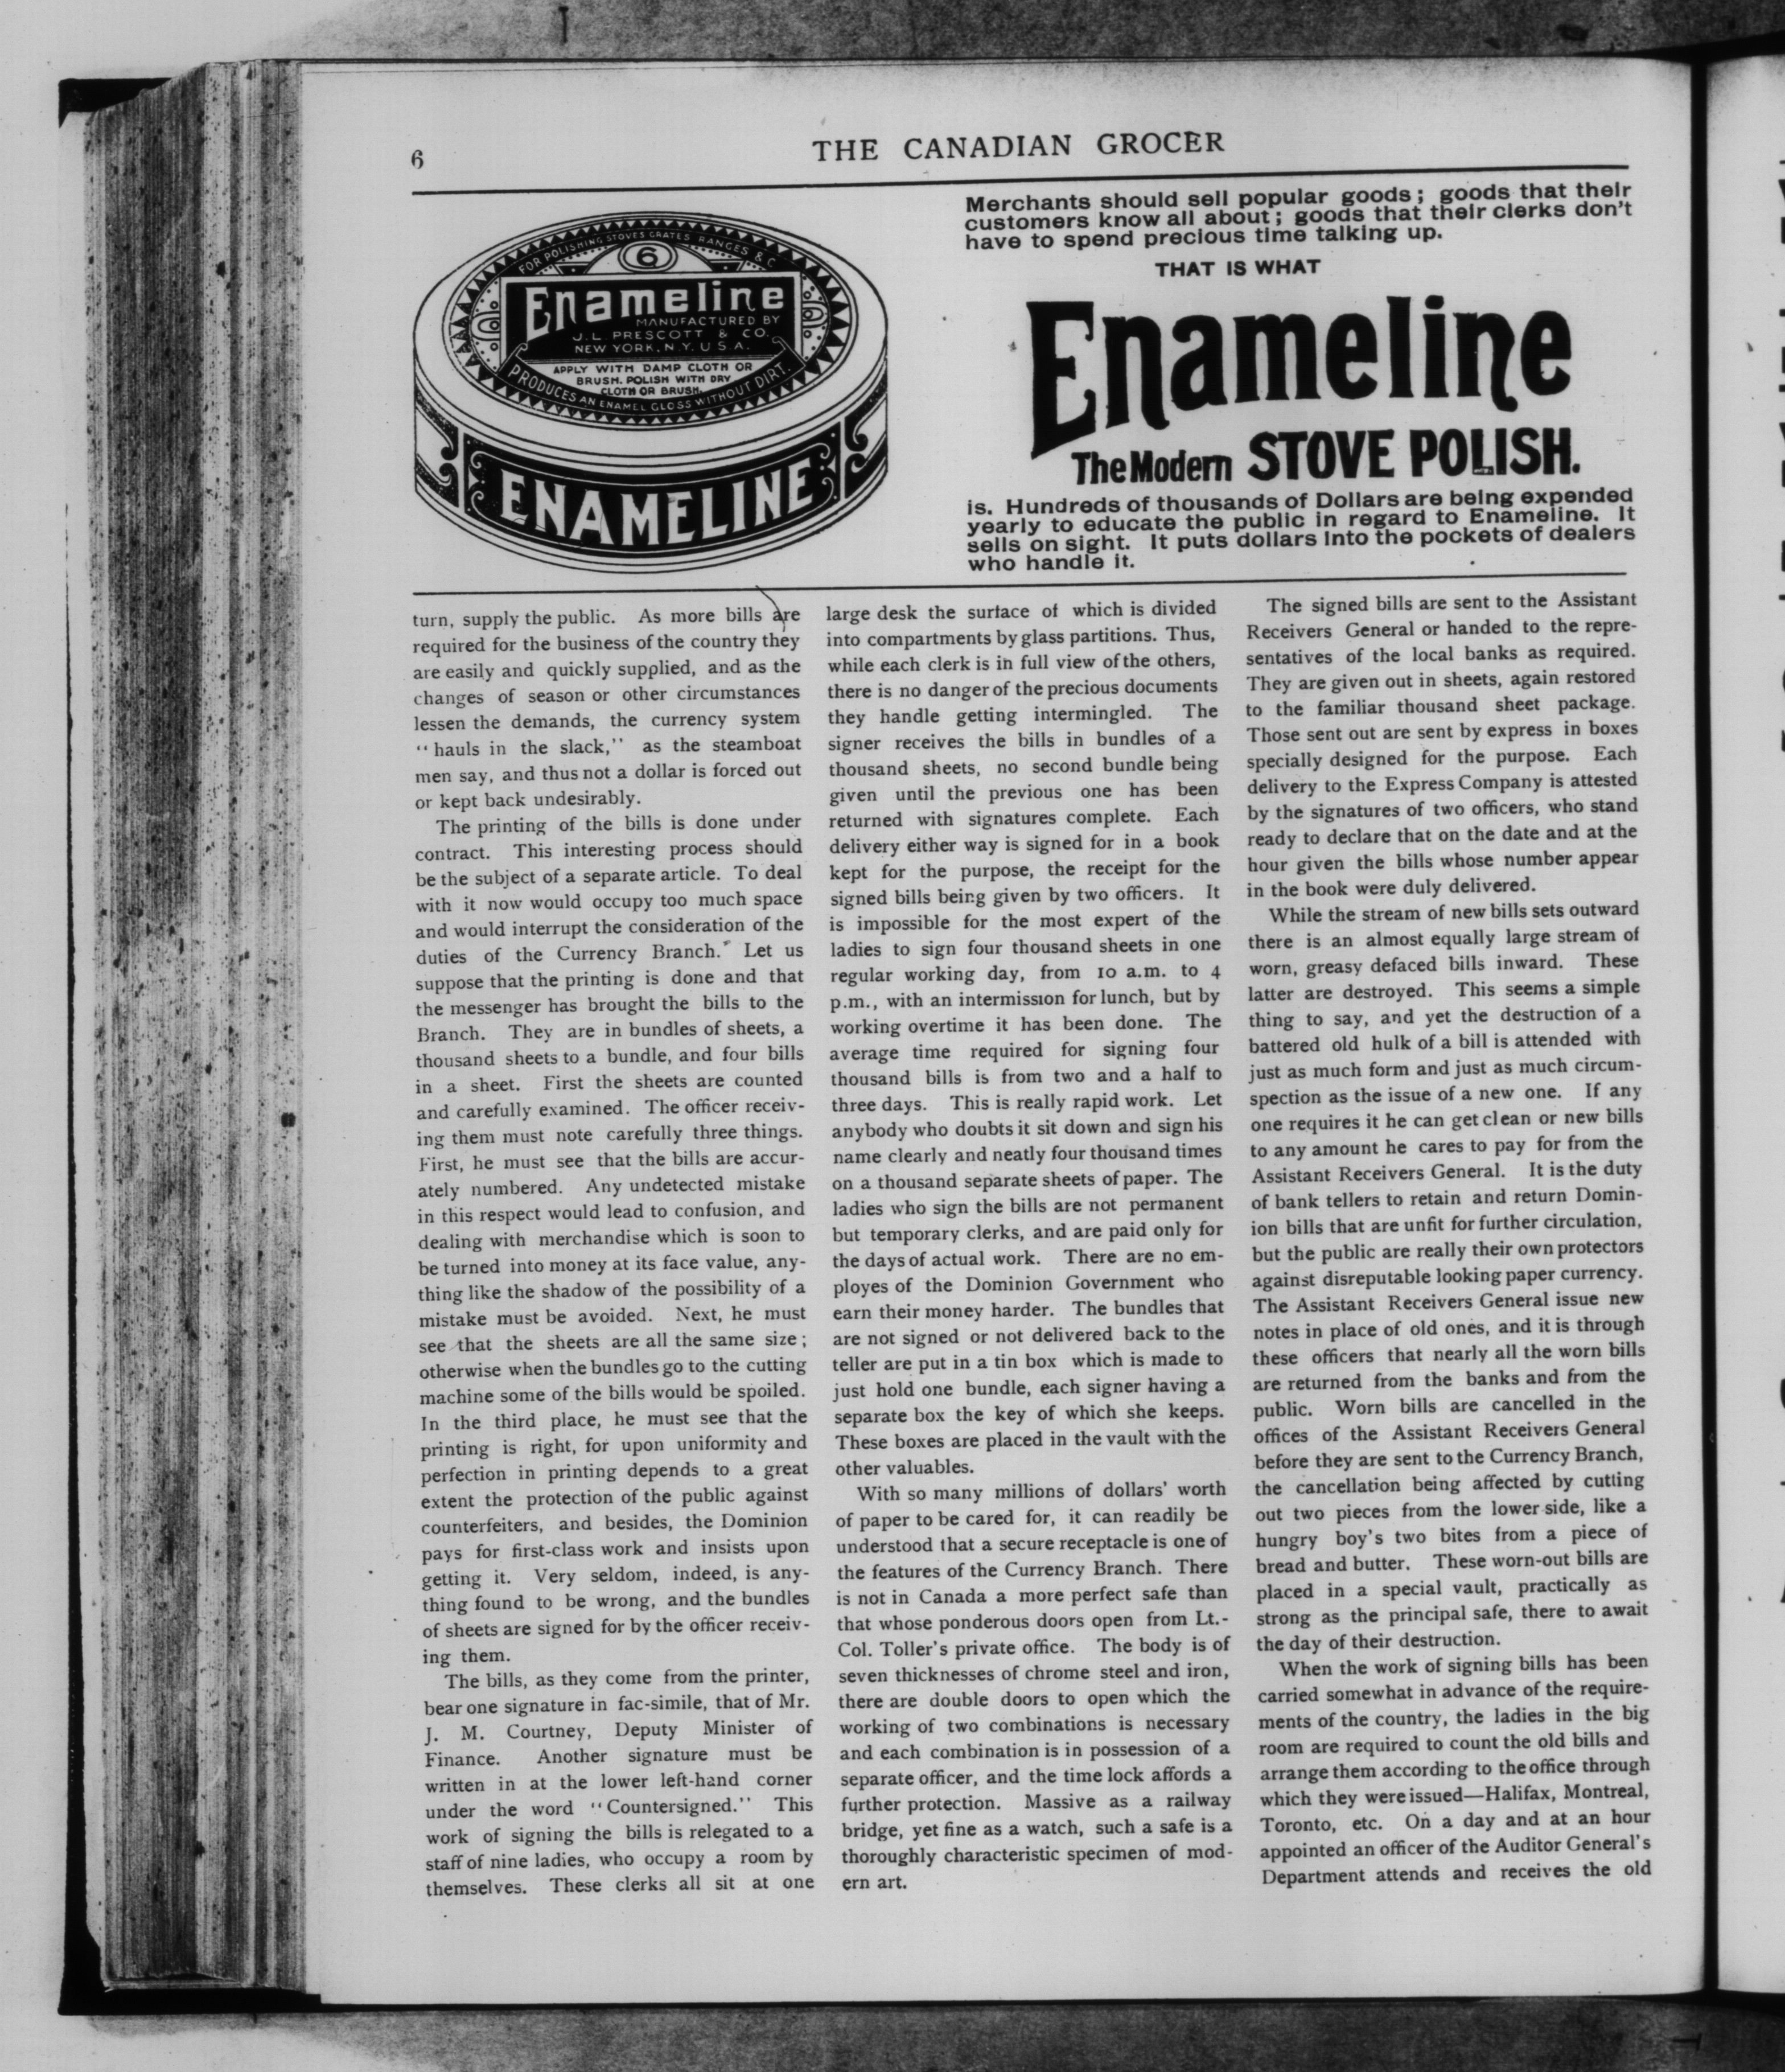 6
THE CANADIAN GROCER
FOR POLISHING STOVES GRATES RANGES & C
6
Enameline
MANUFACTURED BY
J. L. PRESCOTT & CO.
NEW YORK, N.Y. U.S.A.
APPLY WITH DAMP CLOTH OR
BRUSH. POLISH WITH DRY
CLOTH OR BRUSH.
PRODUCES AN ENAMEL GLOSS WITHOUT DIRT.
ENAMELINE
Merchants should sell popular goods; goods that their
customers know all about; goods that their clerks don't
have to spend precious time talking up.
THAT IS WHAT
Enameline
The Modern STOVE POLISH.
is. Hundreds of thousands of Dollars are being expended
yearly to educate the public in regard to Enameline. It
sells on sight. It puts dollars into the pockets of dealers
who handle it.
turn, supply the public. As more bills are
required for the business of the country they
are easily and quickly supplied, and as the
changes of season or other circumstances
lessen the demands, the currency system
"hauls in the slack," as the steamboat
men say, and thus not a dollar is forced out
or kept back undesirably.
The printing of the bills is done under
contract. This interesting process should
be the subject of a separate article. To deal
with it now would occupy too much space
and would interrupt the consideration of the
duties of the Currency Branch. Let us
suppose that the printing is done and that
the messenger has brought the bills to the
Branch. They are in bundles of sheets, a
thousand sheets to a bundle, and four bills
in a sheet. First the sheets are counted
and carefully examined. The officer receiv-
ing them must note carefully three things.
First, he must see that the bills are accur-
ately numbered. Any undetected mistake
in this respect would lead to confusion, and
dealing with merchandise which is soon to
be turned into money at its face value, any-
thing like the shadow of the possibility of a
mistake must be avoided. Next, he must
see that the sheets are all the same size;
otherwise when the bundles go to the cutting
machine some of the bills would be spoiled.
In the third place, he must see that the
printing is right, for upon uniformity and
perfection in printing depends to a great
extent the protection of the public against
counterfeiters, and besides, the Dominion
pays for first-class work and insists upon
getting it. Very seldom, indeed, is any-
thing found to be wrong, and the bundles
of sheets are signed for by the officer receiv-
ing them.
The bills, as they come from the printer,
bear one signature in fac-simile, that of Mr.
J. M. Courtney, Deputy Minister of
Finance. Another signature must be
written in at the lower left-hand corner
under the word "Countersigned." This
work of signing the bills is relegated to a
staff of nine ladies, who occupy a room by
themselves. These clerks all sit at one
large desk the surface of which is divided
into compartments by glass partitions. Thus,
while each clerk is in full view of the others,
there is no danger of the precious documents
they handle getting intermingled. The
signer receives the bills in bundles of a
thousand sheets, no second bundle being
given until the previous one has been
returned with signatures complete. Each
delivery either way is signed for in a book
kept for the purpose, the receipt for the
signed bills being given by two officers. It
is impossible for the most expert of the
ladies to sign four thousand sheets in one
regular working day, from 10 a.m. to 4
p.m., with an intermission for lunch, but by
working overtime it has been done. The
average time required for signing four
thousand bills is from two and a half to
three days. This is really rapid work. Let
anybody who doubts it sit down and sign his
name clearly and neatly four thousand times
on a thousand separate sheets of paper. The
ladies who sign the bills are not permanent
but temporary clerks, and are paid only for
the days of actual work. There are no em-
ployes of the Dominion Government who
earn their money harder. The bundles that
are not signed or not delivered back to the
teller are put in a tin box which is made to
just hold one bundle, each signer having a
separate box the key of which she keeps.
These boxes are placed in the vault with the
other valuables.
With so many millions of dollars' worth
of paper to be cared for, it can readily be
understood that a secure receptacle is one of
the features of the Currency Branch. There
is not in Canada a more perfect safe than
that whose ponderous doors open from Lt.-
Col. Toller's private office. The body is of
seven thicknesses of chrome steel and iron,
there are double doors to open which the
working of two combinations is necessary
and each combination is in possession of a
separate officer, and the time lock affords a
further protection. Massive as a railway
bridge, yet fine as a watch, such a safe is a
thoroughly characteristic specimen of mod-
ern art.
The signed bills are sent to the Assistant
Receivers General or handed to the repre-
sentatives of the local banks as required.
They are given out in sheets, again restored
to the familiar thousand sheet package.
Those sent out are sent by express in boxes
specially designed for the purpose. Each
delivery to the Express Company is attested
by the signatures of two officers, who stand
ready to declare that on the date and at the
hour given the bills whose number appear
in the book were duly delivered.
While the stream of new bills sets outward
there is an almost equally large stream of
worn, greasy defaced bills inward. These
latter are destroyed. This seems a simple
thing to say, and yet the destruction of a
battered old hulk of a bill is attended with
just as much form and just as much circum-
spection as the issue of a new one. If any
one requires it he can get clean or new bills
to any amount he cares to pay for from the
Assistant Receivers General. It is the duty
of bank tellers to retain and return Domin-
ion bills that are unfit for further circulation,
but the public are really their own protectors
against disreputable looking paper currency.
The Assistant Receivers General issue new
notes in place of old ones, and it is through
these officers that nearly all the worn bills
are returned from the banks and from the
public. Worn bills are cancelled in the
offices of the Assistant Receivers General
before they are sent to the Currency Branch,
the cancellation being affected by cutting
out two pieces from the lower side, like a
hungry boy's two bites from a piece of
bread and butter. These worn-out bills are
placed in a special vault, practically as
strong as the principal safe, there to await
the day of their destruction.
When the work of signing bills has been
carried somewhat in advance of the require-
ments of the country, the ladies in the big
room are required to count the old bills and
arrange them according to the office through
which they were issued—Halifax, Montreal,
Toronto, etc. On a day and at an hour
appointed an officer of the Auditor General's
Department attends and receives the old